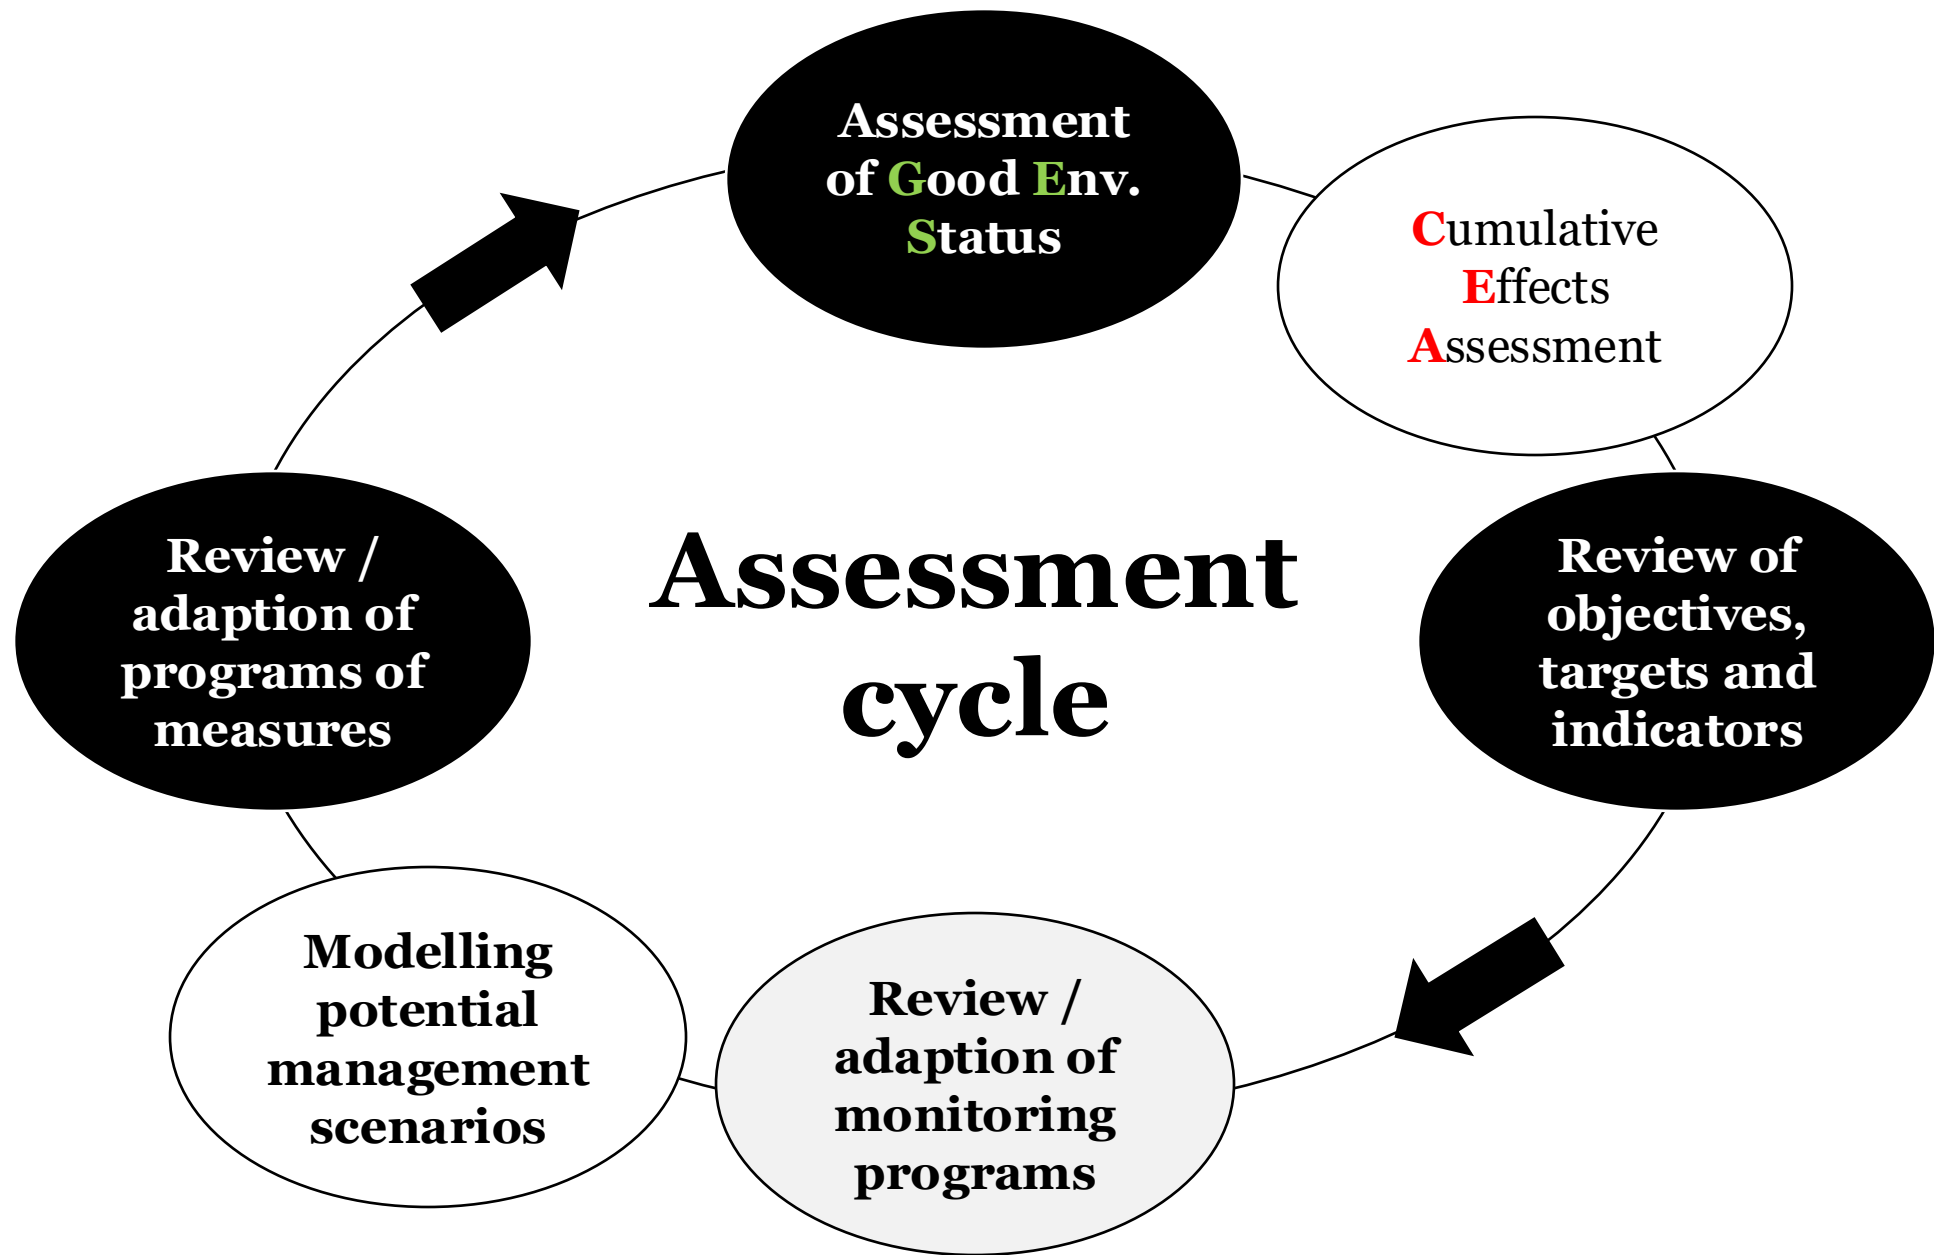 Assessment
of Good Env.
Status
Cumulative
Effects
Assessment
Review of
objectives,
targets and
indicators
Review /
adaption of
monitoring
programs
Modelling
potential
management
scenarios
Review /
adaption of
programs of
measures
Assessment
cycle